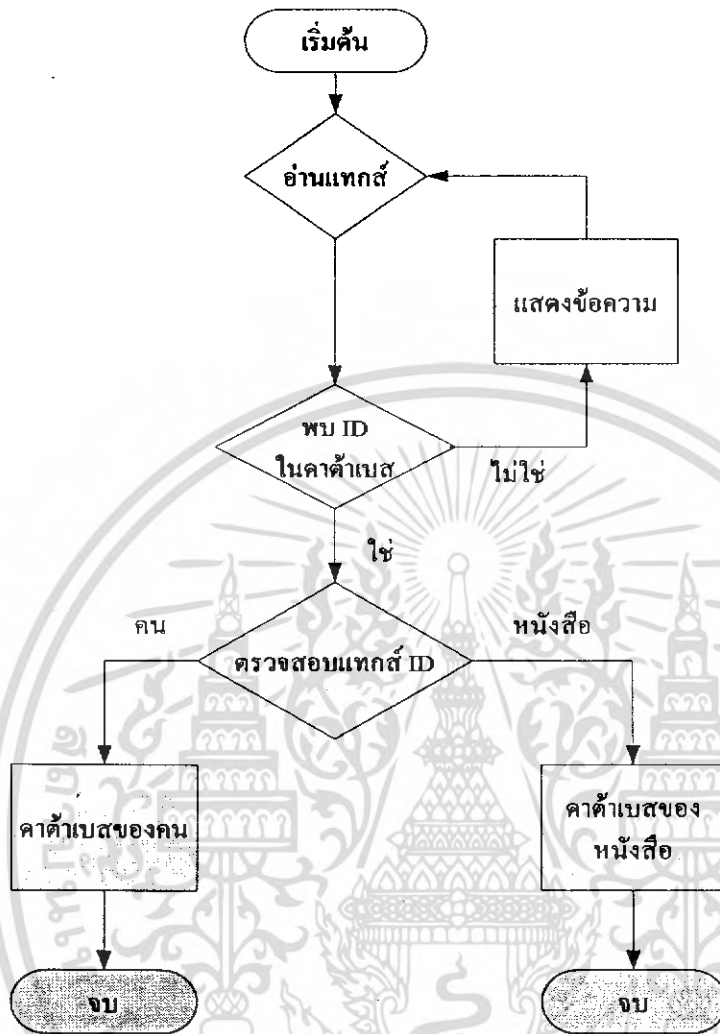 เริ่มต้น
อ่านแทกส์
แสดงข้อความ
พบ ID
ในดาต้าเบส
ไม่ใช่
ใช่
คน
หนังสือ
ตรวจสอบแทกส์ ID
ดาต้าเบสของคน
ดาต้าเบสของ
หนังสือ
จบ
จบ